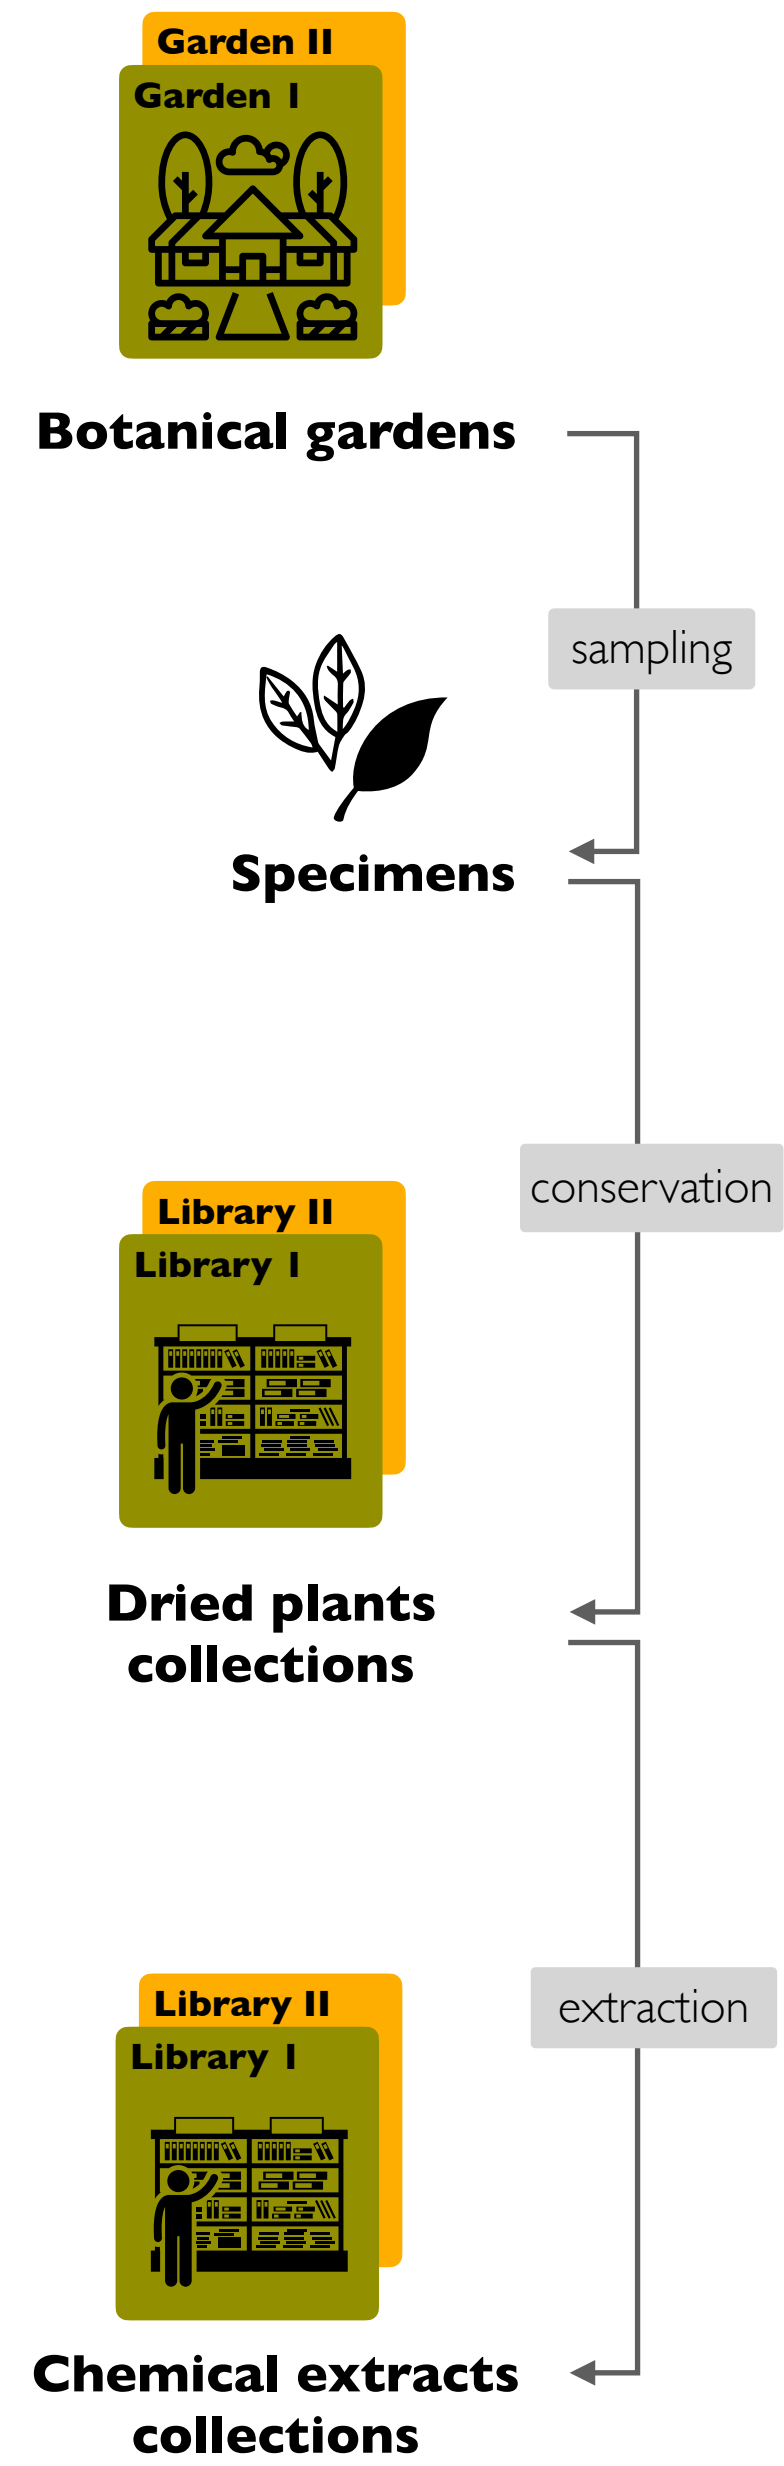 Garden II
Garden I
Botanical gardens
sampling
Specimens
conservation
Library II
Library I
Dried plants
collections
extraction
Library II
Library I
Chemical extracts
collections